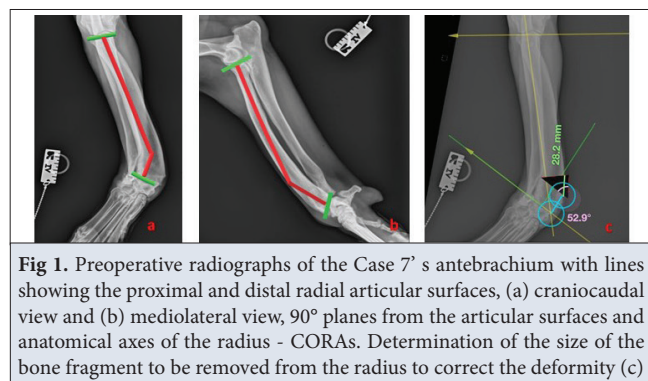 a
b
c
28.2 mm
52.9°
Fig 1. Preoperative radiographs of the Case 7' s antebrachium with lines
showing the proximal and distal radial articular surfaces, (a) craniocaudal
view and (b) mediolateral view, 90° planes from the articular surfaces and
anatomical axes of the radius - CORAs. Determination of the size of the
bone fragment to be removed from the radius to correct the deformity (c)